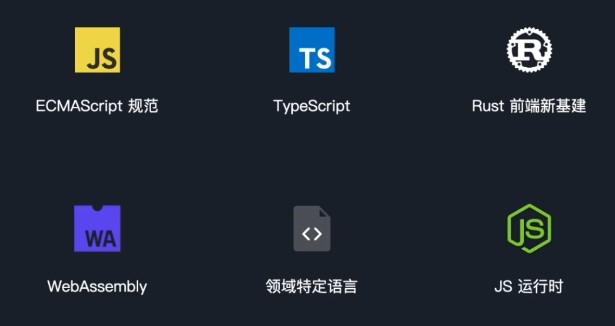 JS
TS
R
ECMAScript 规范
TypeScript
Rust 前端新基建
WA
JS
WebAssembly
领域特定语言
JS 运行时